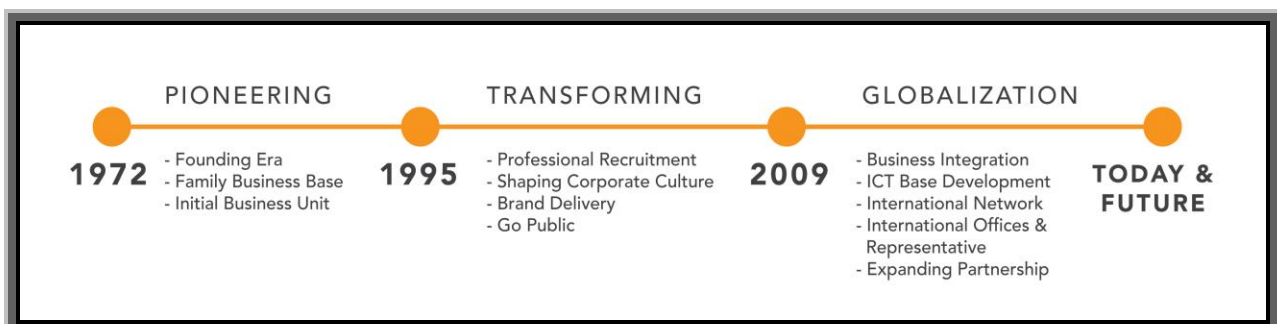 PIONEERING
1972
- Founding Era
- Family Business Base
- Initial Business Unit
TRANSFORMING
1995
- Professional Recruitment
- Shaping Corporate Culture
- Brand Delivery
- Go Public
GLOBALIZATION
2009
- Business Integration
- ICT Base Development
- International Network
- International Offices &
Representative
- Expanding Partnership
TODAY &
FUTURE